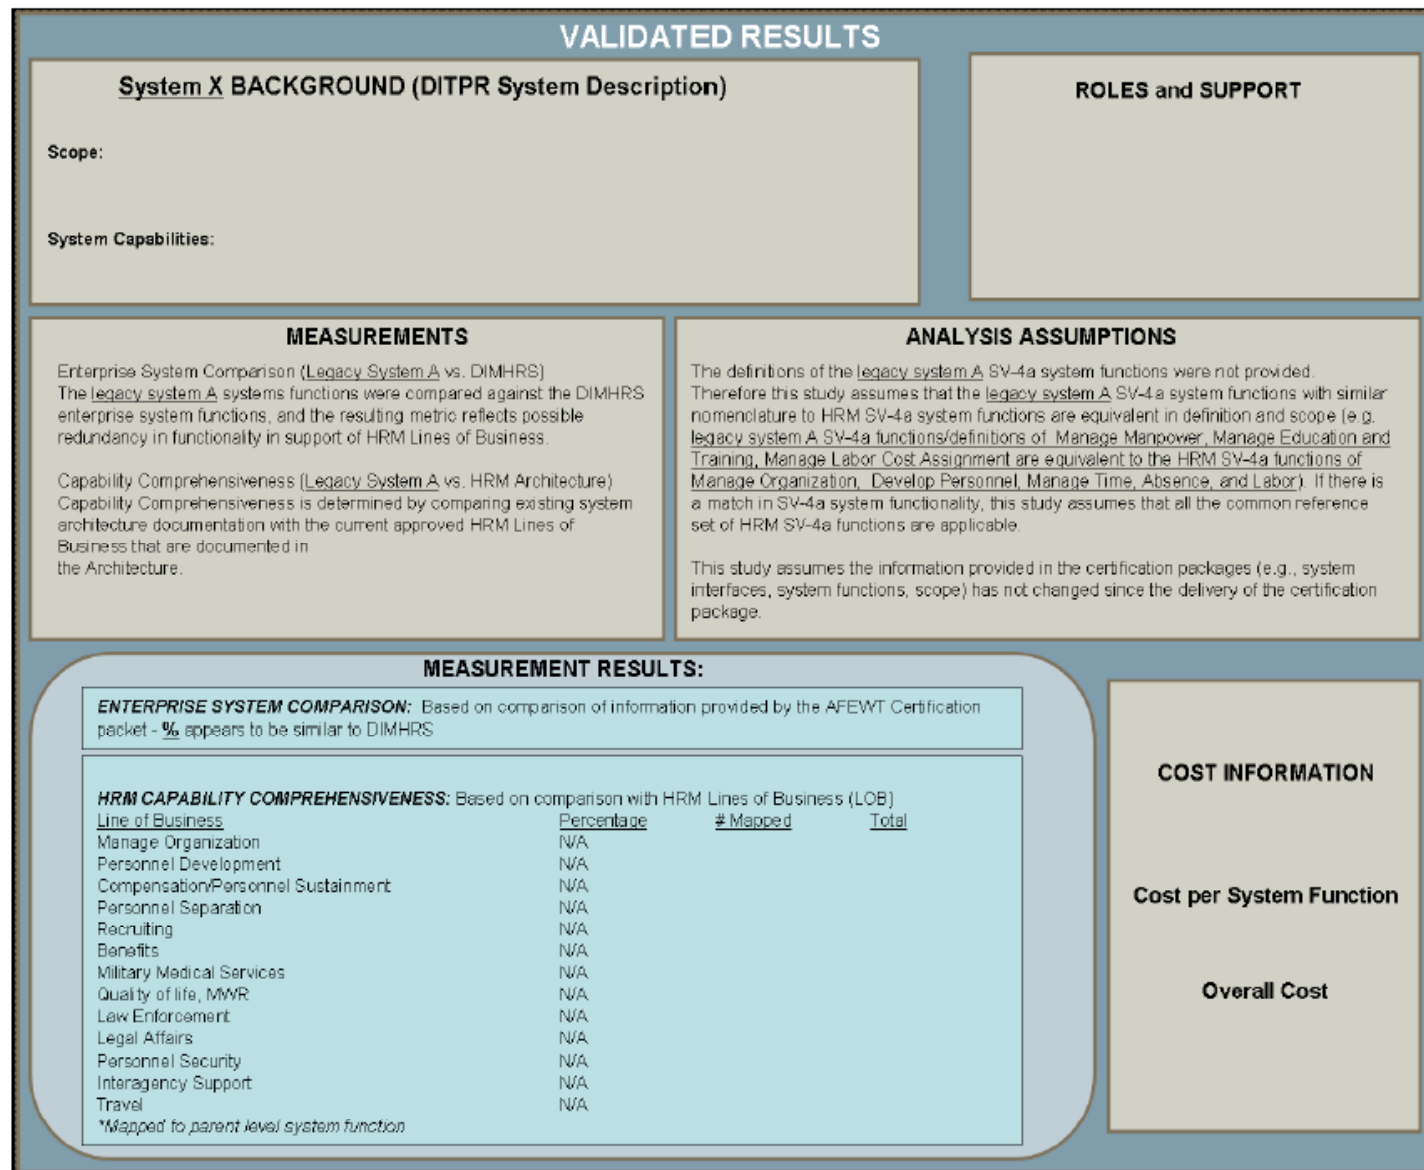 VALIDATED RESULTS
System X BACKGROUND (DITPR System Description)
Scope:
System Capabilities:
ROLES and SUPPORT
MEASUREMENTS
Enterprise System Comparison (Legacy System A vs. DIMHRS)
The legacy system A systems functions were compared against the DIMHRS
enterprise system functions, and the resulting metric reflects possible
redundancy in functionality in support of HRM Lines of Business.
Capability Comprehensiveness (Legacy System A vs. HRM Architecture)
Capability Comprehensiveness is determined by comparing existing system
architecture documentation with the current approved HRM Lines of
Business that are documented in
the Architecture.
ANALYSIS ASSUMPTIONS
The definitions of the legacy system A SV-4a system functions were not provided.
Therefore this study assumes that the legacy system A SV-4a system functions with similar
nomenclature to HRM SV-4a system functions are equivalent in definition and scope (e.g.
legacy system A SV-4a functions/definitions of Manage Manpower, Manage Education and
Training, Manage Labor Cost Assignment are equivalent to the HRM SV-4a functions of
Manage Organization, Develop Personnel, Manage Time, Absence, and Labor). If there is
a match in SV-4a system functionality, this study assumes that all the common reference
set of HRM SV-4a functions are applicable.
This study assumes the information provided in the certification packages (e.g., system
interfaces, system functions, scope) has not changed since the delivery of the certification
package.
MEASUREMENT RESULTS:
ENTERPRISE SYSTEM COMPARISON: Based on comparison of information provided by the AFEWT Certification
packet - % appears to be similar to DIMHRS
HRM CAPABILITY COMPREHENSIVENESS: Based on comparison with HRM Lines of Business (LOB)
Line of Business Percentage # Mapped Total
Manage Organization N/A
Personnel Development N/A
Compensation/Personnel Sustainment N/A
Personnel Separation N/A
Recruiting N/A
Benefits N/A
Military Medical Services N/A
Quality of life, MWR N/A
Law Enforcement N/A
Legal Affairs N/A
Personnel Security N/A
Interagency Support N/A
Travel N/A
*Mapped to parent level system function
COST INFORMATION
Cost per System Function
Overall Cost